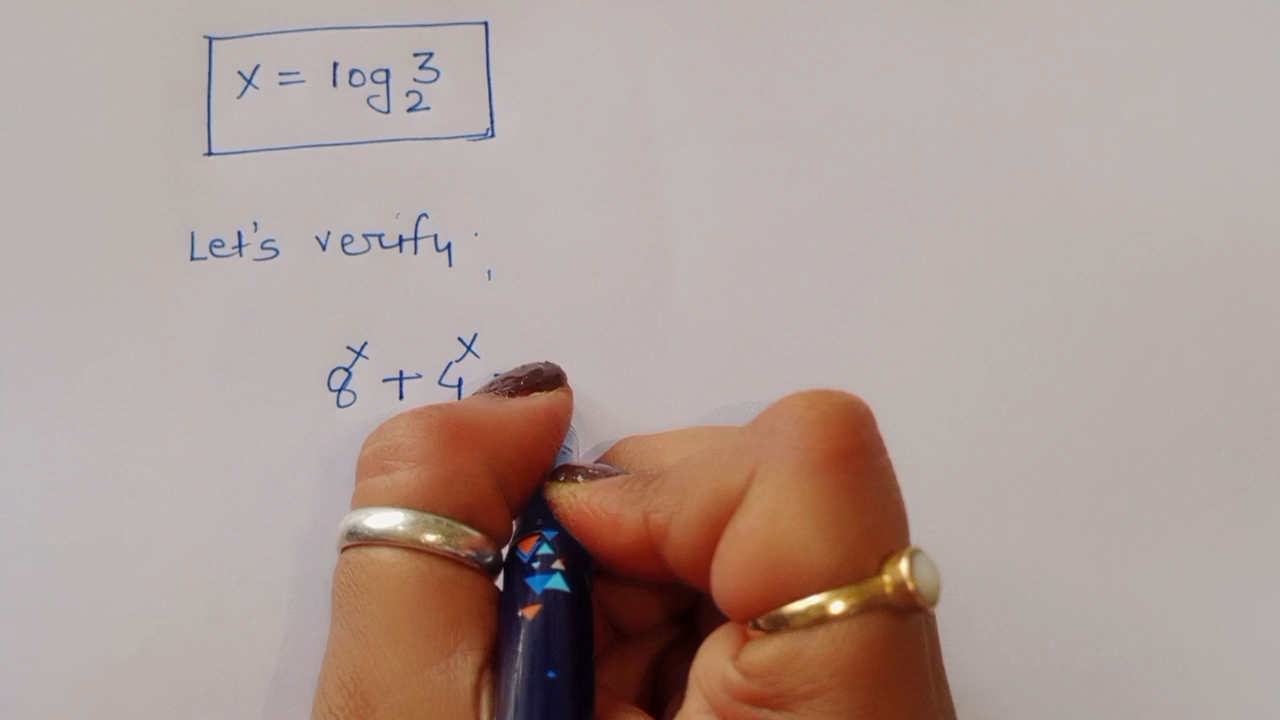 x = log₂ 3
Let's verify;
8ˣ + 4ˣ